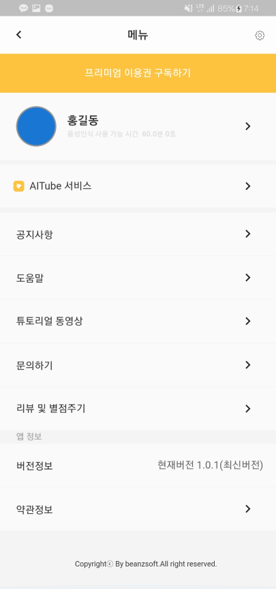 85% 7:14
메뉴
프리미엄 이용권 구독하기
홍길동
음성인식 사용 가능 시간 60.0분 0초
AITube 서비스
공지사항
도움말
튜토리얼 동영상
문의하기
리뷰 및 별점주기
앱 정보
버전정보 현재버전 1.0.1(최신버전)
약관정보
Copyrightⓒ By beanzsoft.All right reserved.